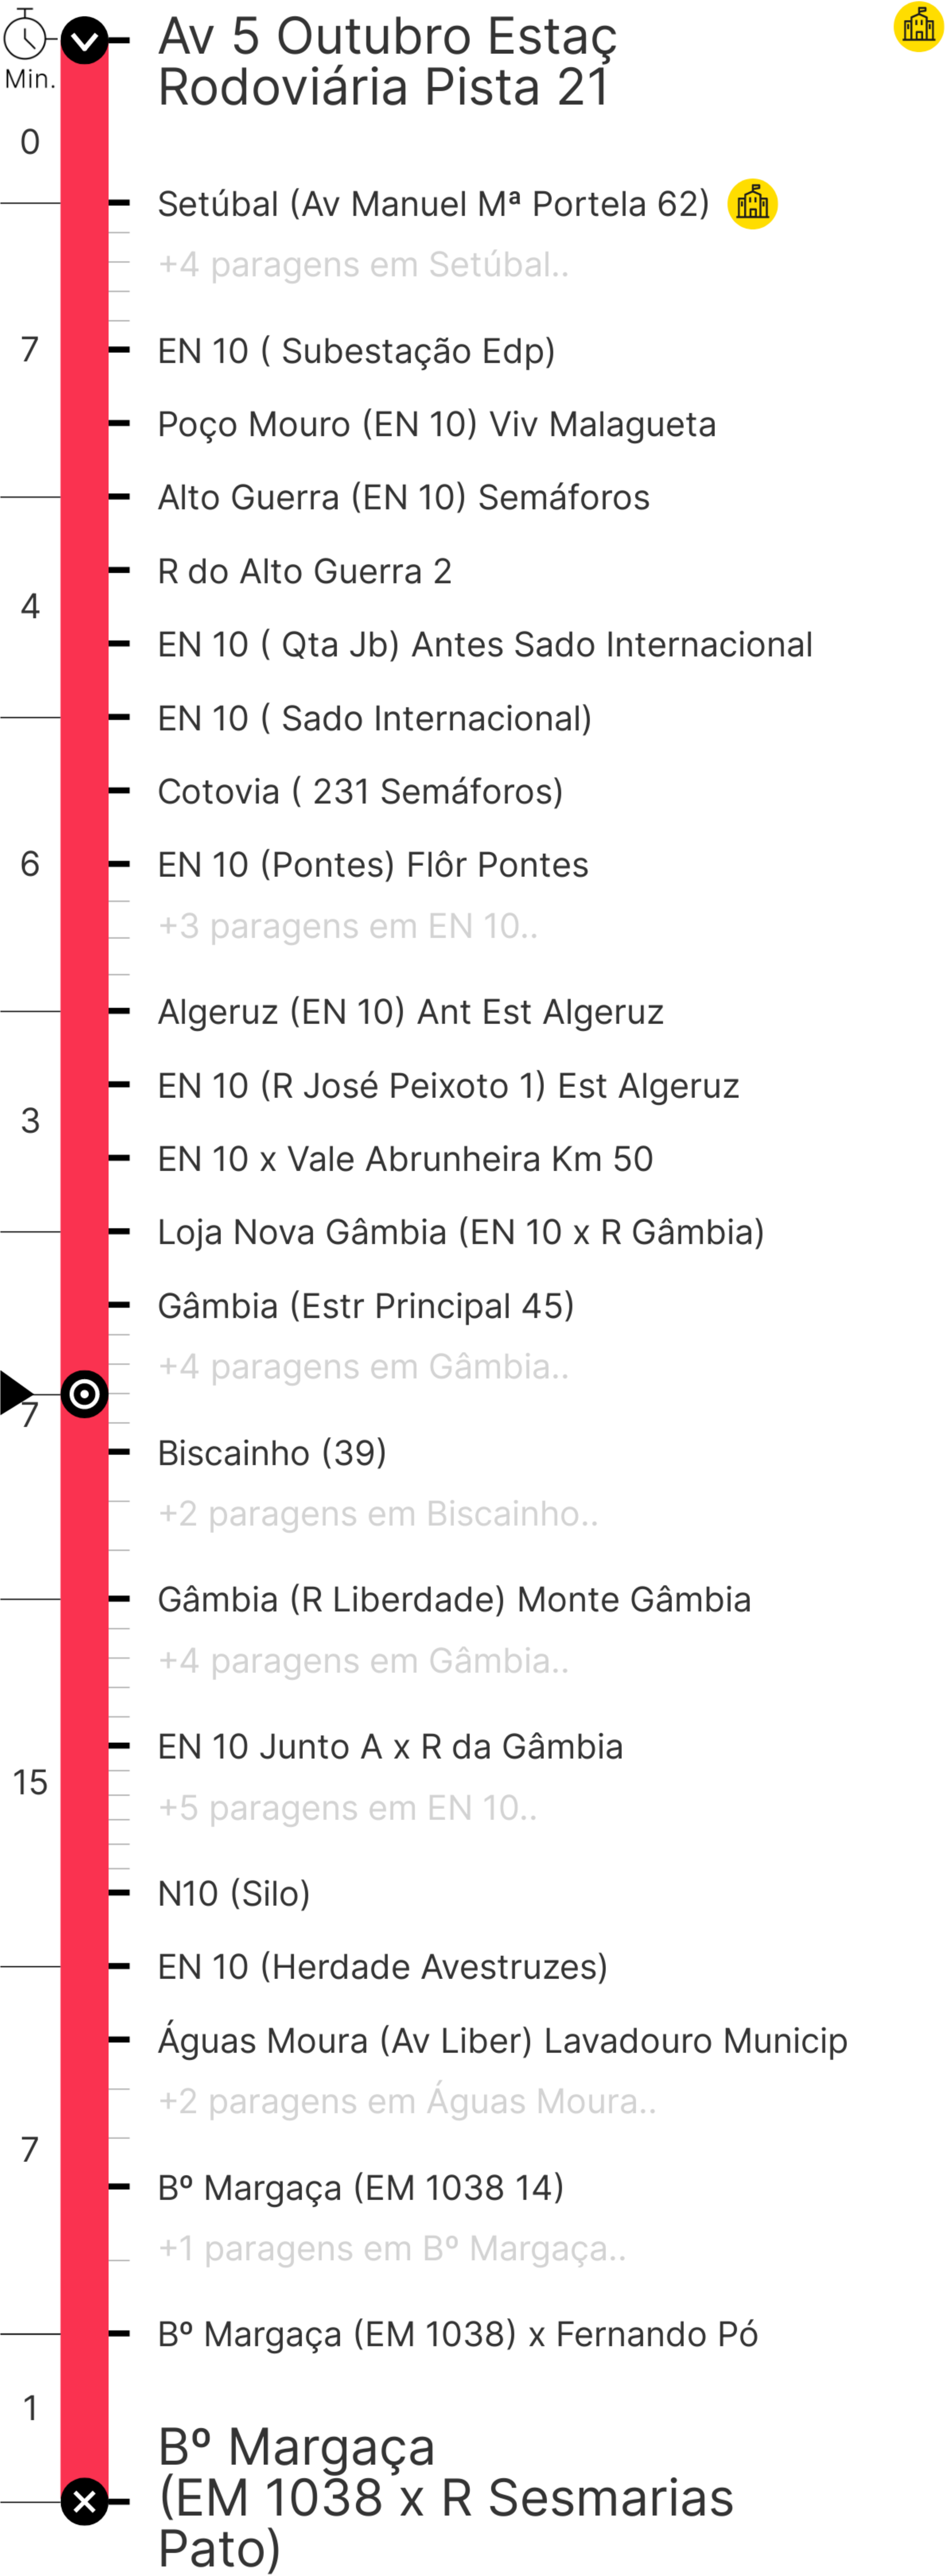 Min.
Av 5 Outubro Estaç
Rodoviária Pista 21
0
Setúbal (Av Manuel Mª Portela 62)
+4 paragens em Setúbal..
7
EN 10 ( Subestação Edp)
Poço Mouro (EN 10) Viv Malagueta
Alto Guerra (EN 10) Semáforos
R do Alto Guerra 2
4
EN 10 ( Qta Jb) Antes Sado Internacional
EN 10 ( Sado Internacional)
Cotovia ( 231 Semáforos)
6
EN 10 (Pontes) Flôr Pontes
+3 paragens em EN 10..
Algeruz (EN 10) Ant Est Algeruz
EN 10 (R José Peixoto 1) Est Algeruz
3
EN 10 x Vale Abrunheira Km 50
Loja Nova Gâmbia (EN 10 x R Gâmbia)
Gâmbia (Estr Principal 45)
+4 paragens em Gâmbia..
7
Biscainho (39)
+2 paragens em Biscainho..
Gâmbia (R Liberdade) Monte Gâmbia
+4 paragens em Gâmbia..
EN 10 Junto A x R da Gâmbia
15
+5 paragens em EN 10..
N10 (Silo)
EN 10 (Herdade Avestruzes)
Águas Moura (Av Liber) Lavadouro Municip
+2 paragens em Águas Moura..
7
Bº Margaça (EM 1038 14)
+1 paragens em Bº Margaça..
Bº Margaça (EM 1038) x Fernando Pó
1
Bº Margaça
(EM 1038 x R Sesmarias
Pato)